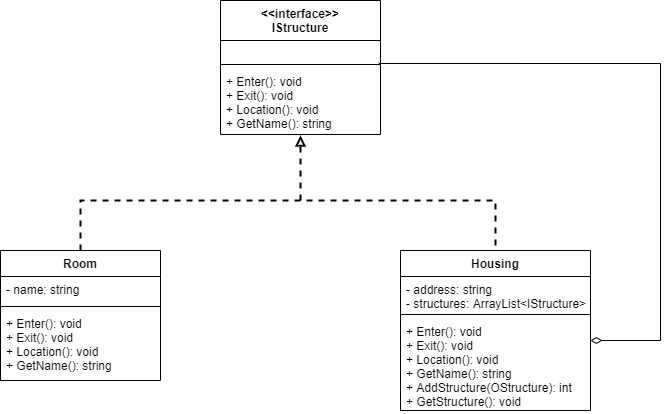 <<interface>>
IStructure
+ Enter(): void
+ Exit(): void
+ Location(): void
+ GetName(): string
Room
- name: string
+ Enter(): void
+ Exit(): void
+ Location(): void
+ GetName(): string
Housing
- address: string
- structures: ArrayList<IStructure>
+ Enter(): void
+ Exit(): void
+ Location(): void
+ GetName(): string
+ AddStructure(OStructure): int
+ GetStructure(): void